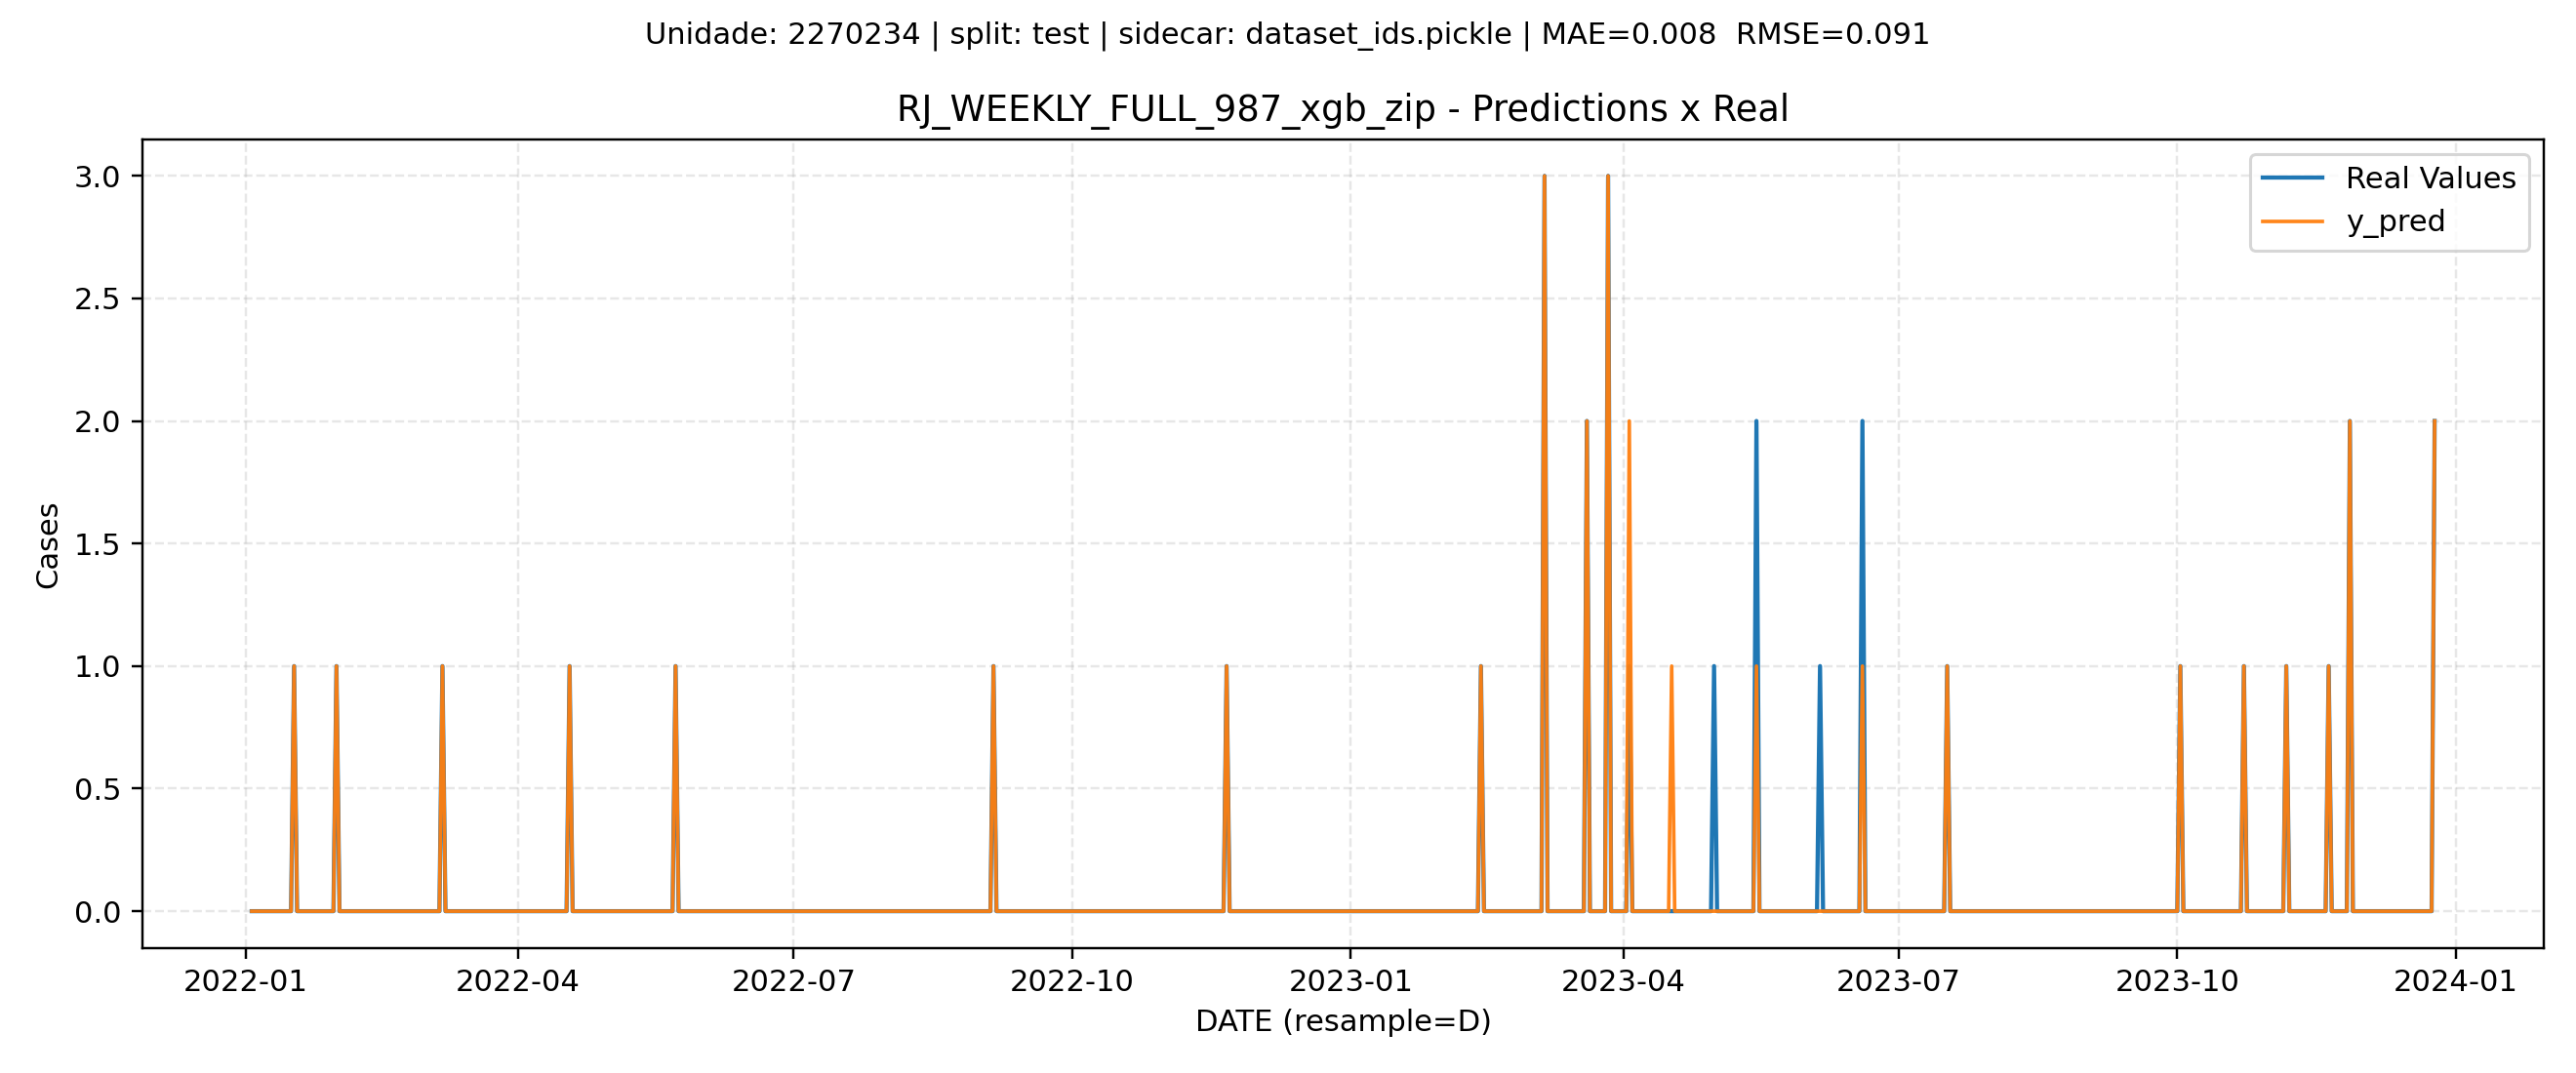 Unidade: 2270234 | split: test | sidecar: dataset_ids.pickle | MAE=0.008  RMSE=0.091
RJ_WEEKLY_FULL_987_xgb_zip - Predictions x Real
Real Values
y_pred
Cases
3.0
2.5
2.0
1.5
1.0
0.5
0.0
2022-01
2022-04
2022-07
2022-10
2023-01
2023-04
2023-07
2023-10
2024-01
DATE (resample=D)